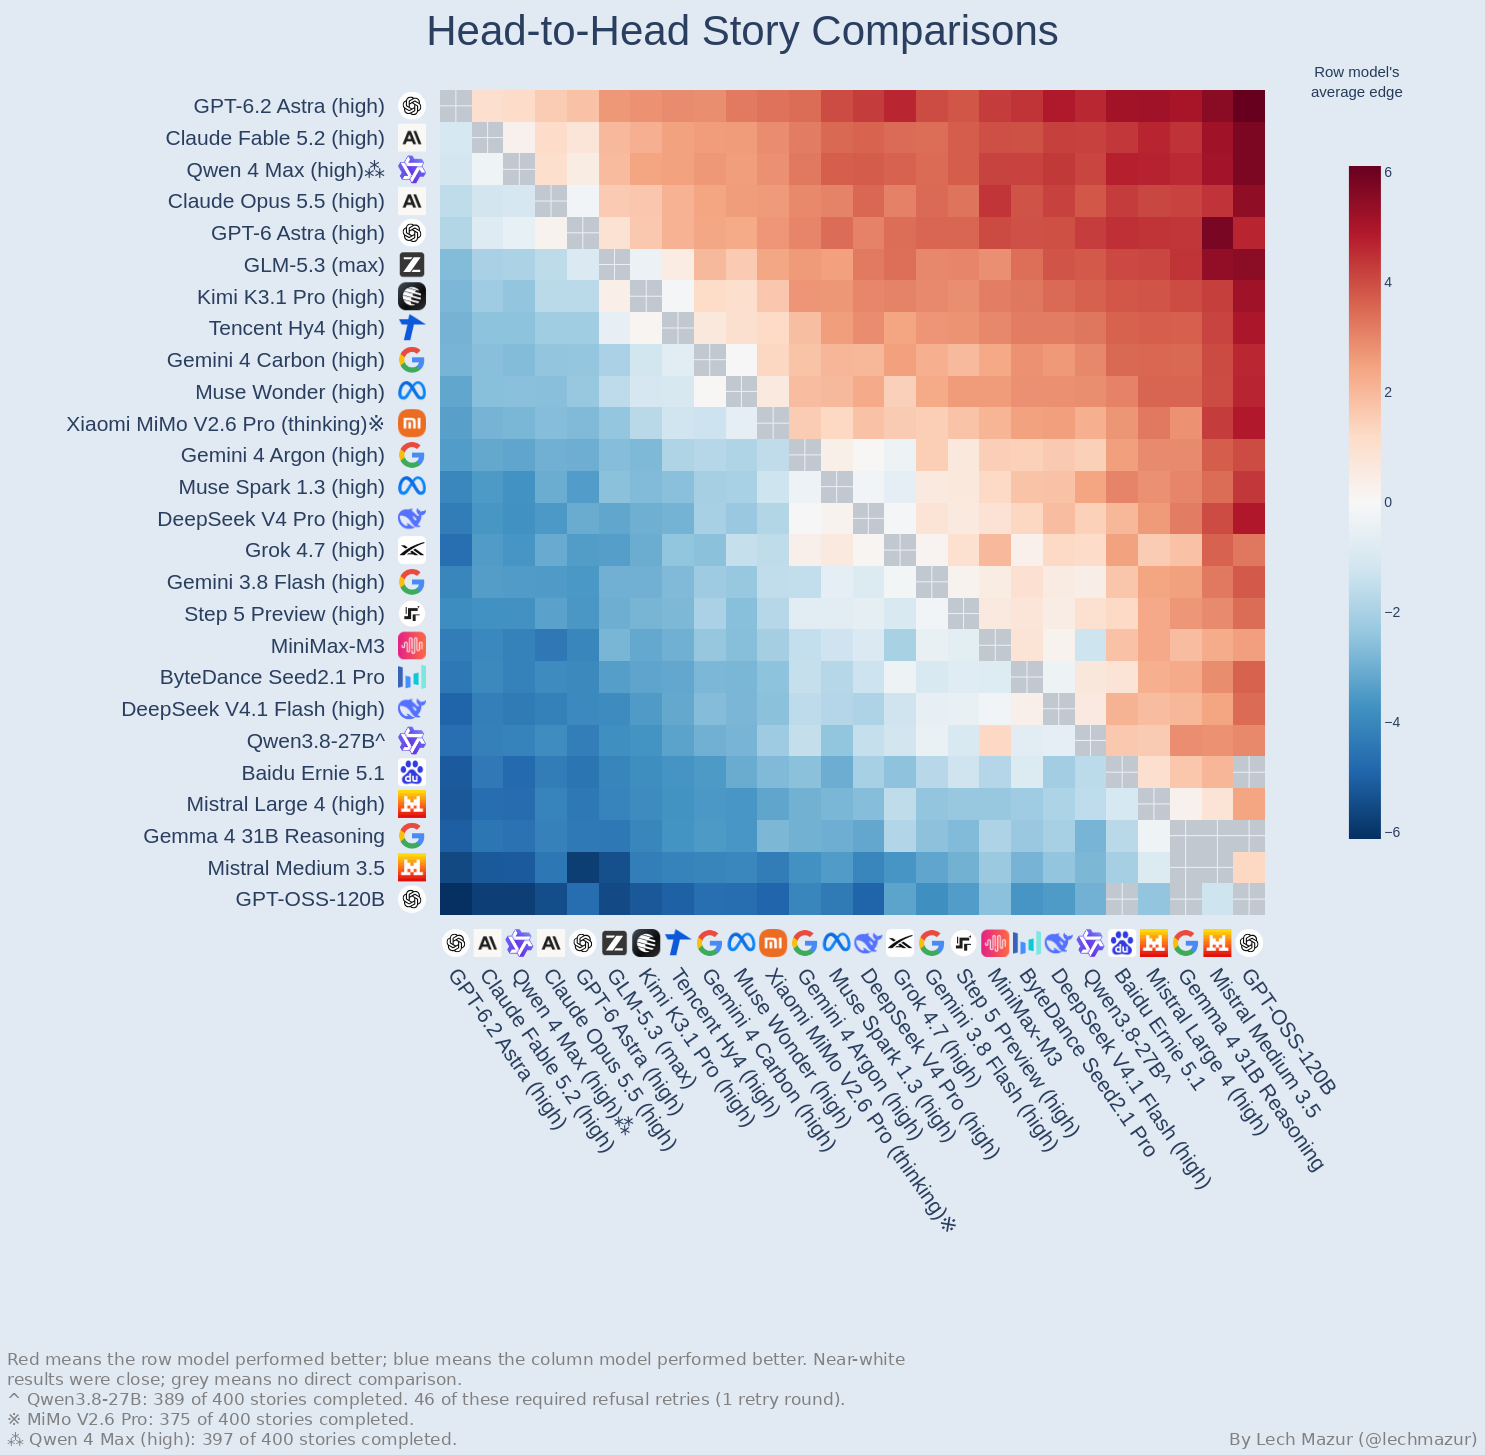 Head-to-Head Story Comparisons
Row model's
average edge
GPT-6.2 Astra (high)
Claude Fable 5.2 (high)
Qwen 4 Max (high)⁂
Claude Opus 5.5 (high)
GPT-6 Astra (high)
GLM-5.3 (max)
Kimi K3.1 Pro (high)
Tencent Hy4 (high)
Gemini 4 Carbon (high)
Muse Wonder (high)
Xiaomi MiMo V2.6 Pro (thinking)※
Gemini 4 Argon (high)
Muse Spark 1.3 (high)
DeepSeek V4 Pro (high)
Grok 4.7 (high)
Gemini 3.8 Flash (high)
Step 5 Preview (high)
MiniMax-M3
ByteDance Seed2.1 Pro
DeepSeek V4.1 Flash (high)
Qwen3.8-27B^
Baidu Ernie 5.1
Mistral Large 4 (high)
Gemma 4 31B Reasoning
Mistral Medium 3.5
GPT-OSS-120B
6
4
2
0
−2
−4
−6
GPT-6.2 Astra (high)
Claude Fable 5.2 (high)
Qwen 4 Max (high)⁂
Claude Opus 5.5 (high)
GPT-6 Astra (high)
GLM-5.3 (max)
Kimi K3.1 Pro (high)
Tencent Hy4 (high)
Gemini 4 Carbon (high)
Muse Wonder (high)
Xiaomi MiMo V2.6 Pro (thinking)※
Gemini 4 Argon (high)
Muse Spark 1.3 (high)
DeepSeek V4 Pro (high)
Grok 4.7 (high)
Gemini 3.8 Flash (high)
Step 5 Preview (high)
MiniMax-M3
ByteDance Seed2.1 Pro
DeepSeek V4.1 Flash (high)
Qwen3.8-27B^
Baidu Ernie 5.1
Mistral Large 4 (high)
Gemma 4 31B Reasoning
Mistral Medium 3.5
GPT-OSS-120B
Red means the row model performed better; blue means the column model performed better. Near-white
results were close; grey means no direct comparison.
^ Qwen3.8-27B: 389 of 400 stories completed. 46 of these required refusal retries (1 retry round).
※ MiMo V2.6 Pro: 375 of 400 stories completed.
⁂ Qwen 4 Max (high): 397 of 400 stories completed.
By Lech Mazur (@lechmazur)